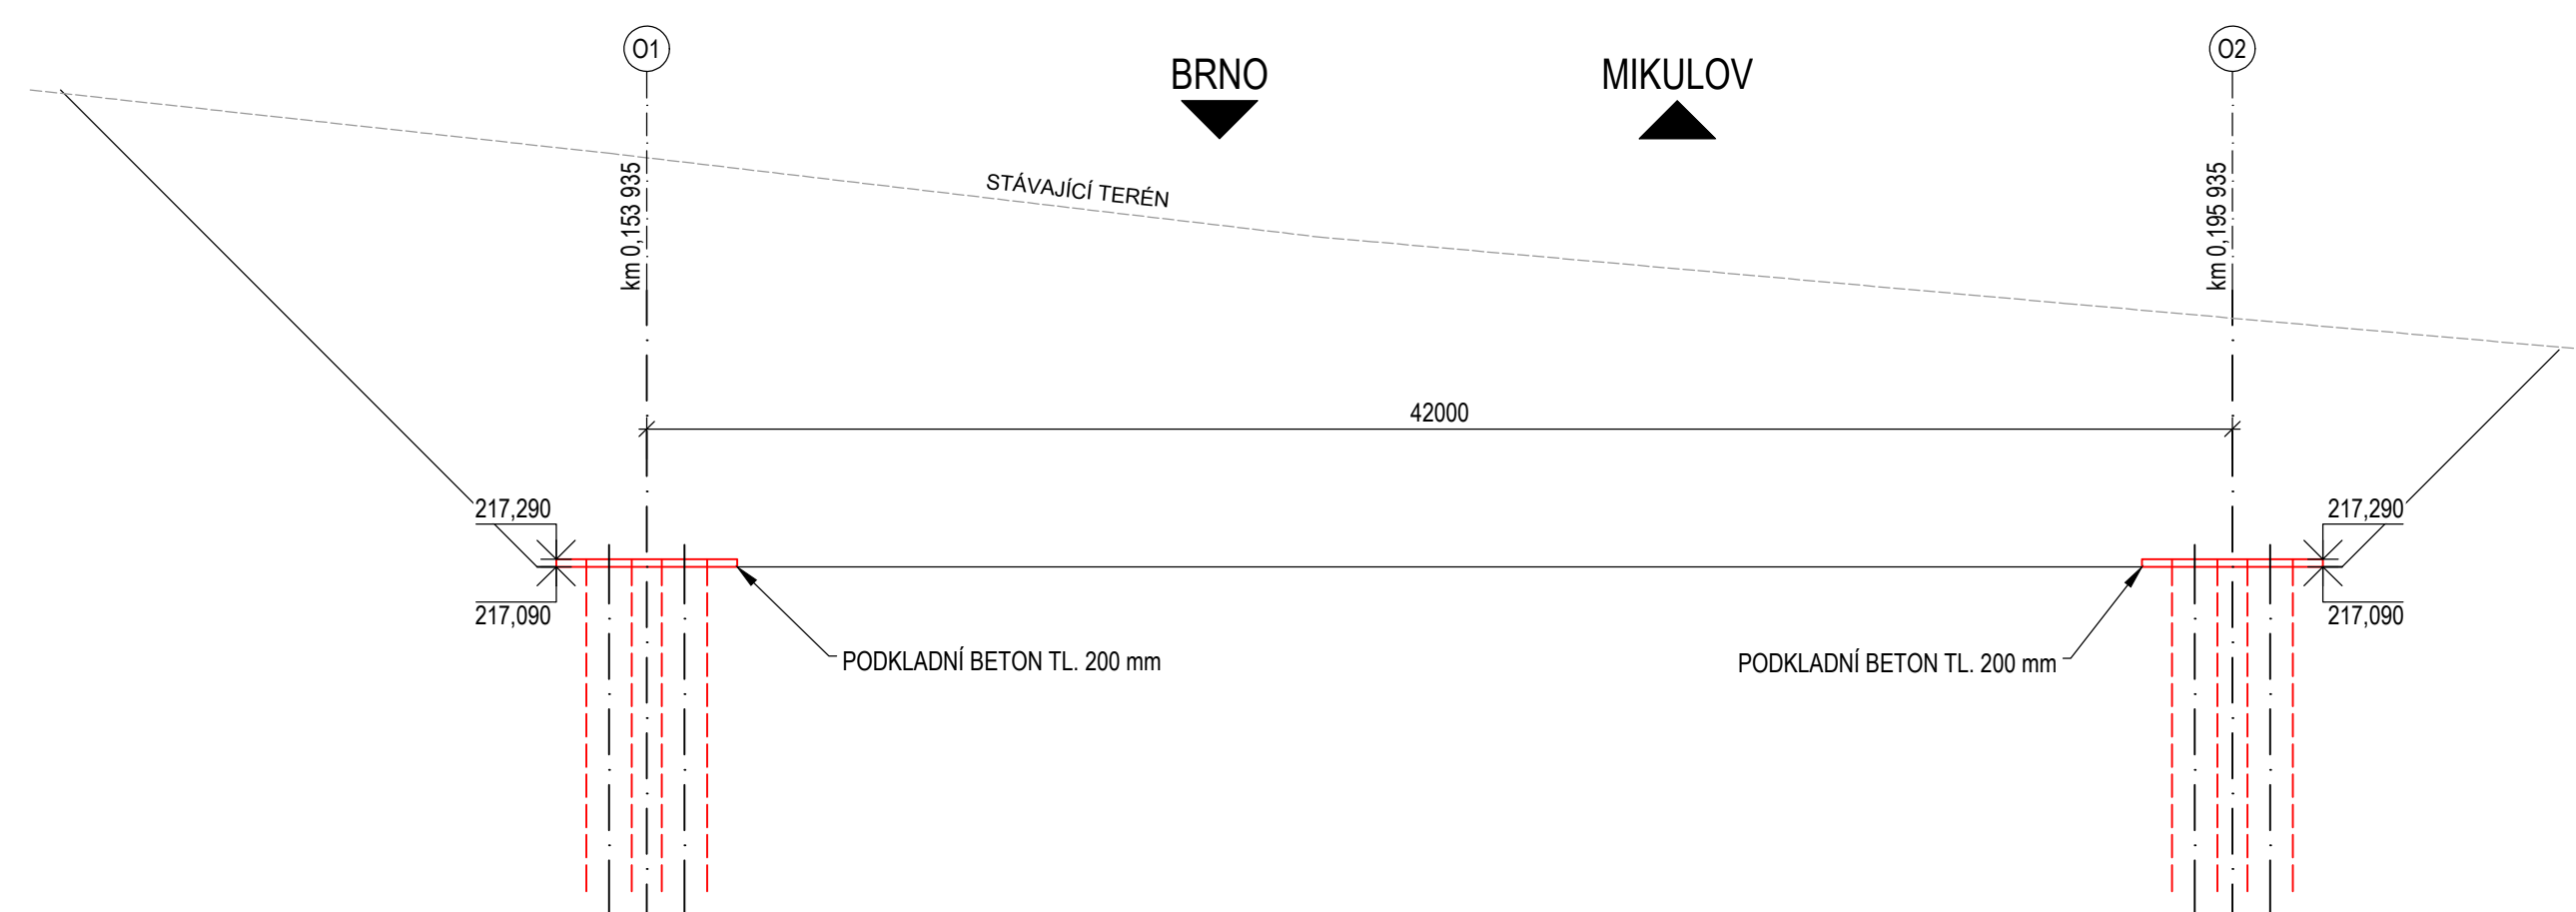 O1
O2
BRNO
MIKULOV
km 0,153 935
STÁVAJÍCÍ TERÉN
km 0,195 935
42000
217,290
217,290
217,090
217,090
PODKLADNÍ BETON TL. 200 mm
PODKLADNÍ BETON TL. 200 mm